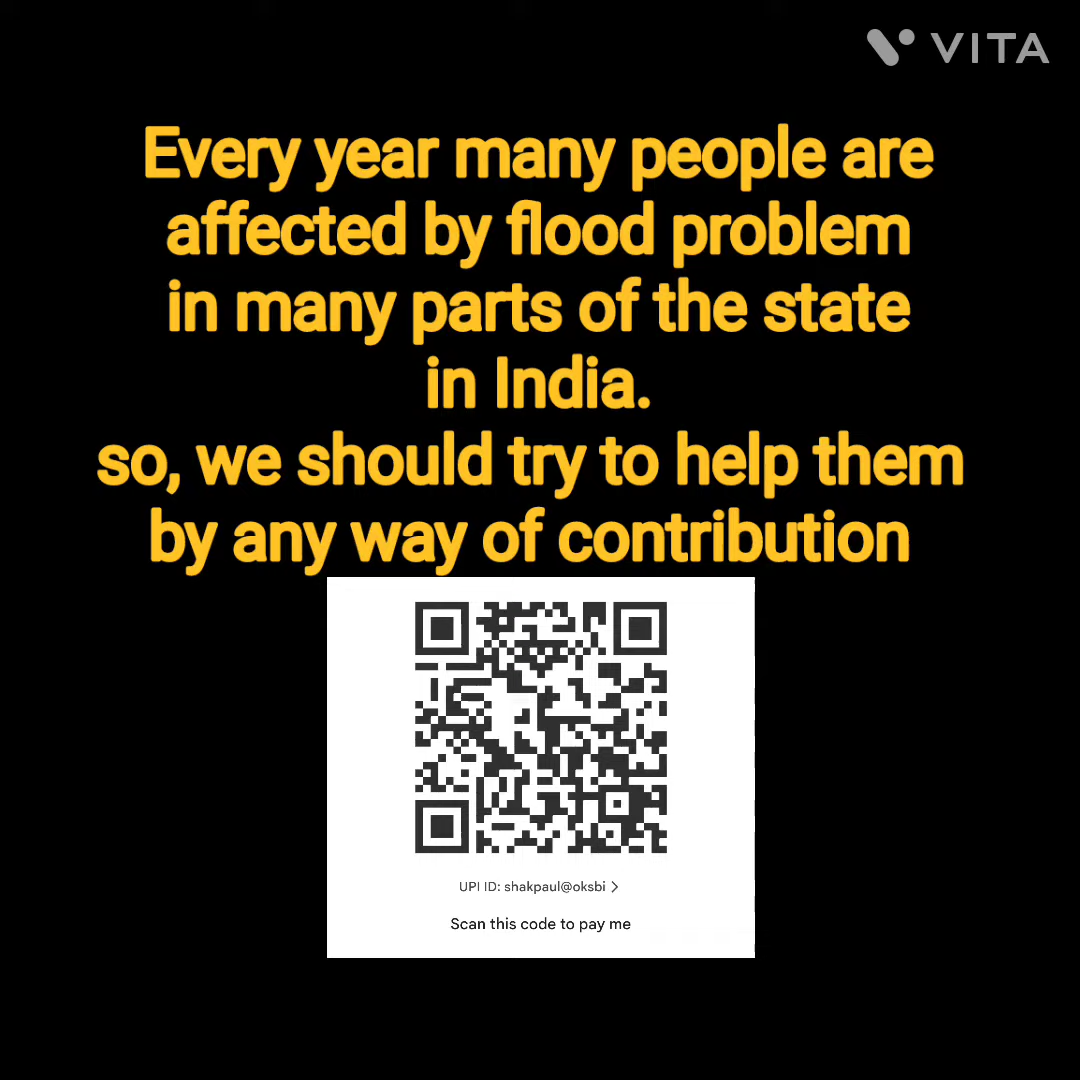 VITA
Every year many people are
affected by flood problem
in many parts of the state
in India.
so, we should try to help them
by any way of contribution
UPI ID: shakpaul@oksbi >
Scan this code to pay me